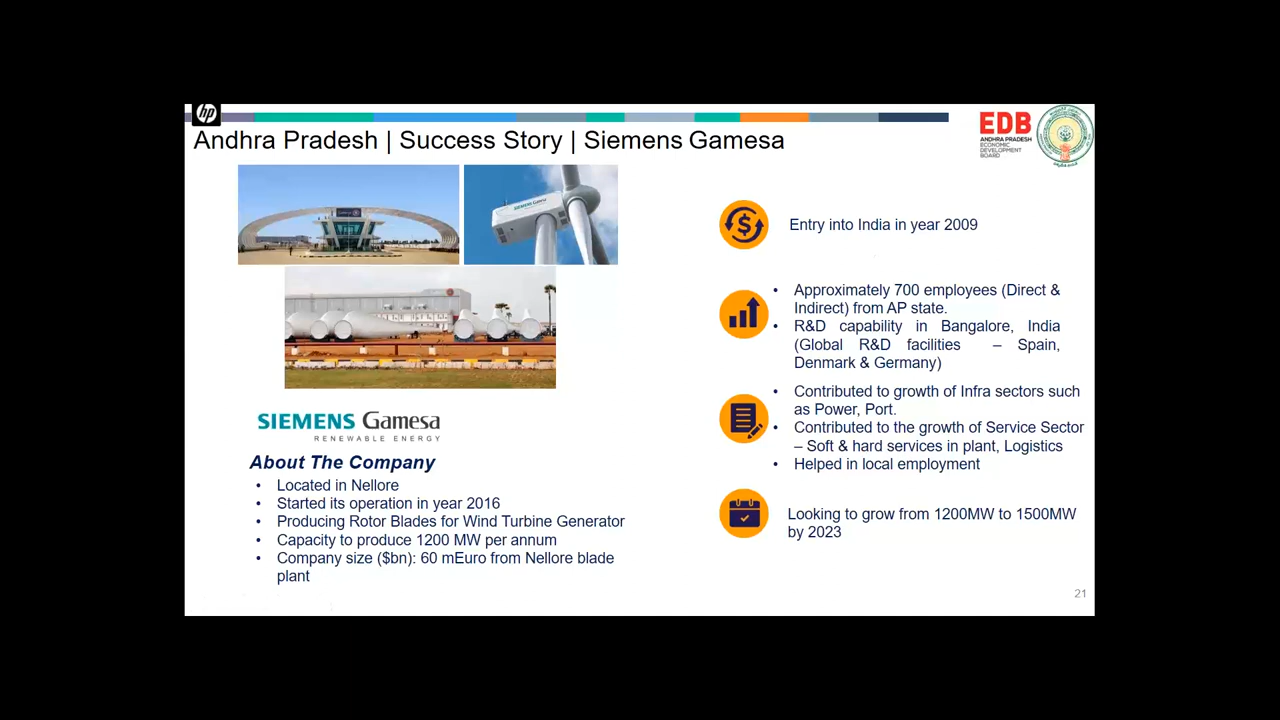 hp
Andhra Pradesh | Success Story | Siemens Gamesa
EDB
ANDHRA PRADESH
ECONOMIC
DEVELOPMENT
BOARD
SIEMENS Gamesa
SIEMENS Gamesa
RENEWABLE ENERGY
About The Company
• Located in Nellore
• Started its operation in year 2016
• Producing Rotor Blades for Wind Turbine Generator
• Capacity to produce 1200 MW per annum
• Company size ($bn): 60 mEuro from Nellore blade
plant
$
Entry into India in year 2009
• Approximately 700 employees (Direct &
Indirect) from AP state.
• R&D capability in Bangalore, India
(Global R&D facilities – Spain,
Denmark & Germany)
• Contributed to growth of Infra sectors such
as Power, Port.
• Contributed to the growth of Service Sector
– Soft & hard services in plant, Logistics
• Helped in local employment
Looking to grow from 1200MW to 1500MW
by 2023
21